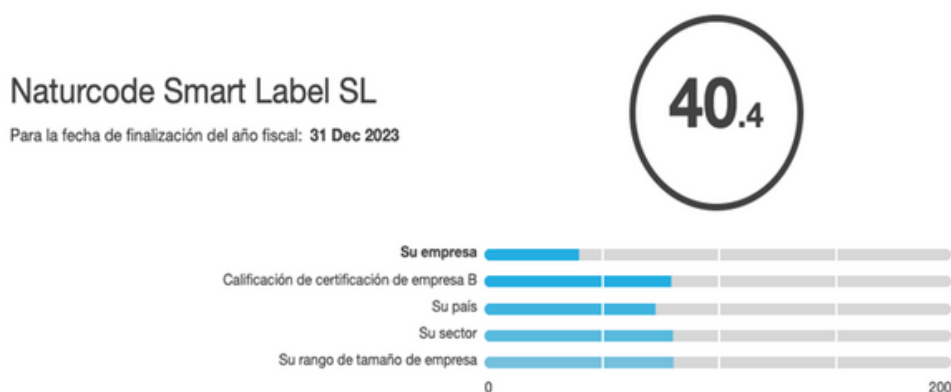 Naturcode Smart Label SL
Para la fecha de finalización del año fiscal: 31 Dec 2023
40.4
Su empresa
Calificación de certificación de empresa B
Su país
Su sector
Su rango de tamaño de empresa
0 200